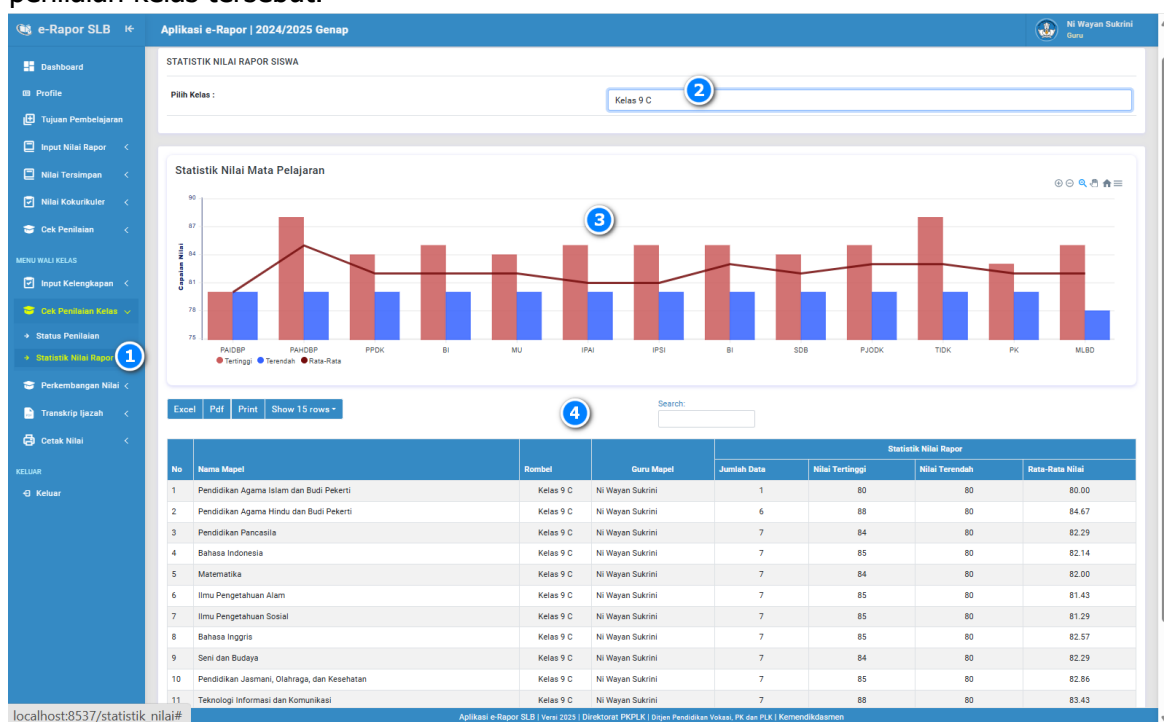 penilaian kelas tersebut.
e-Rapor SLB
Aplikasi e-Rapor | 2024/2025 Genap
Ni Wayan Sukrini
Guru
Dashboard
Profile
Tujuan Pembelajaran
Input Nilai Rapor
Nilai Tersimpan
Nilai Kokurikuler
Cek Penilaian
MENU WALI KELAS
Input Kelengkapan
Cek Penilaian Kelas
Status Penilaian
Statistik Nilai Rapor
1
Perkembangan Nilai
Transkrip Ijazah
Cetak Nilai
KELUAR
Keluar
STATISTIK NILAI RAPOR SISWA
Pilih Kelas :
Kelas 9 C
2
Statistik Nilai Mata Pelajaran
3
Capaian Nilai
90
87
84
81
78
75
PAIDBP PAHDBP PPDK BI MU IPAI IPSI BI SDB PJODK TIDK PK MLBD
Tertinggi Terendah Rata-Rata
Excel Pdf Print Show 15 rows
4
Search:
Statistik Nilai Rapor
No Nama Mapel Rombel Guru Mapel Jumlah Data Nilai Tertinggi Nilai Terendah Rata-Rata Nilai
1 Pendidikan Agama Islam dan Budi Pekerti Kelas 9 C Ni Wayan Sukrini 1 80 80 80.00
2 Pendidikan Agama Hindu dan Budi Pekerti Kelas 9 C Ni Wayan Sukrini 6 88 80 84.67
3 Pendidikan Pancasila Kelas 9 C Ni Wayan Sukrini 7 84 80 82.29
4 Bahasa Indonesia Kelas 9 C Ni Wayan Sukrini 7 85 80 82.14
5 Matematika Kelas 9 C Ni Wayan Sukrini 7 84 80 82.00
6 Ilmu Pengetahuan Alam Kelas 9 C Ni Wayan Sukrini 7 85 80 81.43
7 Ilmu Pengetahuan Sosial Kelas 9 C Ni Wayan Sukrini 7 85 80 81.29
8 Bahasa Inggris Kelas 9 C Ni Wayan Sukrini 7 85 80 82.57
9 Seni dan Budaya Kelas 9 C Ni Wayan Sukrini 7 84 80 82.29
10 Pendidikan Jasmani, Olahraga, dan Kesehatan Kelas 9 C Ni Wayan Sukrini 7 85 80 82.86
11 Teknologi Informasi dan Komunikasi Kelas 9 C Ni Wayan Sukrini 7 88 80 83.43
localhost:8537/statistik_nilai#
Aplikasi e-Rapor SLB | Versi 2025 | Direktorat PKPLK | Ditjen Pendidikan Vokasi, PK dan PLK | Kemendikdasmen